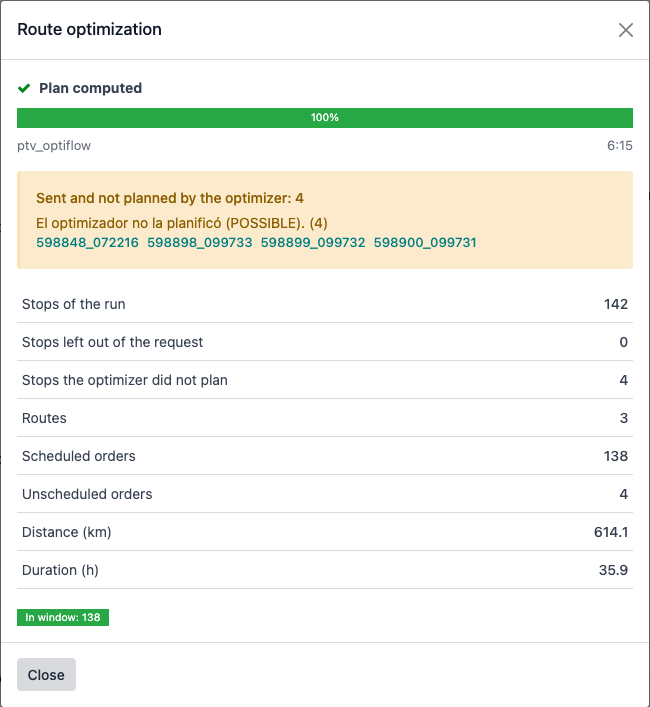 Route optimization
Plan computed
100%
ptv_optiflow 6:15
Sent and not planned by the optimizer: 4
El optimizador no la planificó (POSSIBLE). (4)
598848_072216 598898_099733 598899_099732 598900_099731
Stops of the run 142
Stops left out of the request 0
Stops the optimizer did not plan 4
Routes 3
Scheduled orders 138
Unscheduled orders 4
Distance (km) 614.1
Duration (h) 35.9
In window: 138
Close